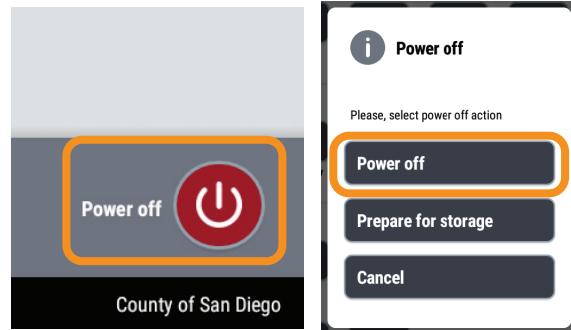 Power off
County of San Diego
Power off
Please, select power off action
Power off
Prepare for storage
Cancel